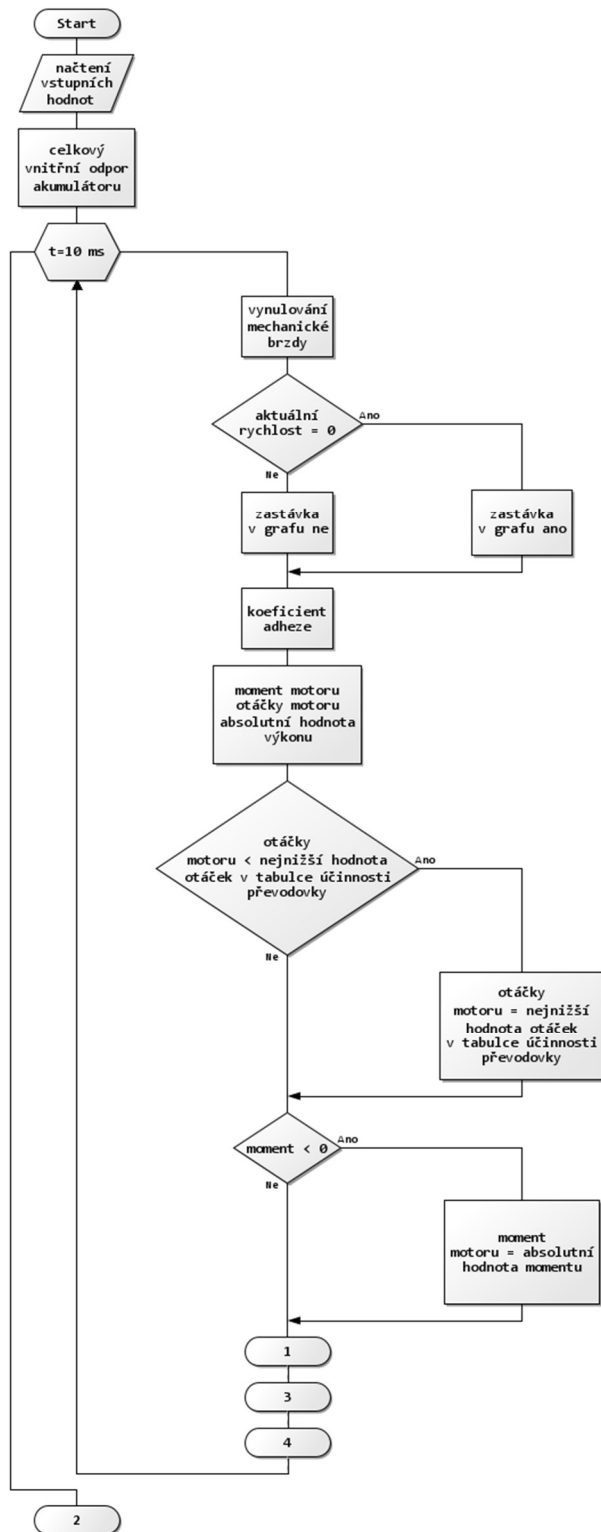 Start
načtení
vstupních
hodnot
celkový
vnitřní odpor
akumulátoru
t=10 ms
vynulování
mechanické
brzdy
aktuální
rychlost = 0
Ano
Ne
zastávka
v grafu ne
zastávka
v grafu ano
koeficient
adheze
moment motoru
otáčky motoru
absolutní hodnota
výkonu
otáčky
motoru < nejnižší hodnota
otáček v tabulce účinnosti
převodovky
Ano
Ne
otáčky
motoru = nejnižší
hodnota otáček
v tabulce účinnosti
převodovky
moment < 0
Ano
Ne
moment
motoru = absolutní
hodnota momentu
1
3
4
2